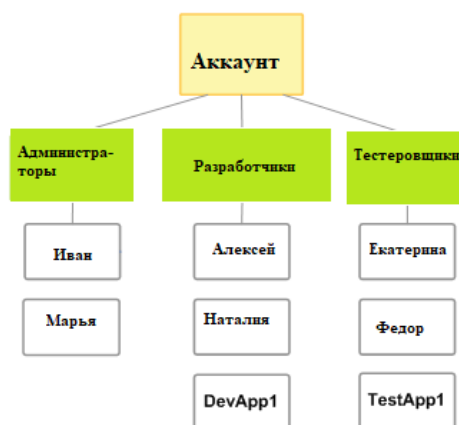 Аккаунт
Администра-
торы
Разработчики
Тестеровщики
Иван
Алексей
Екатерина
Марья
Наталия
Федор
DevApp1
TestApp1